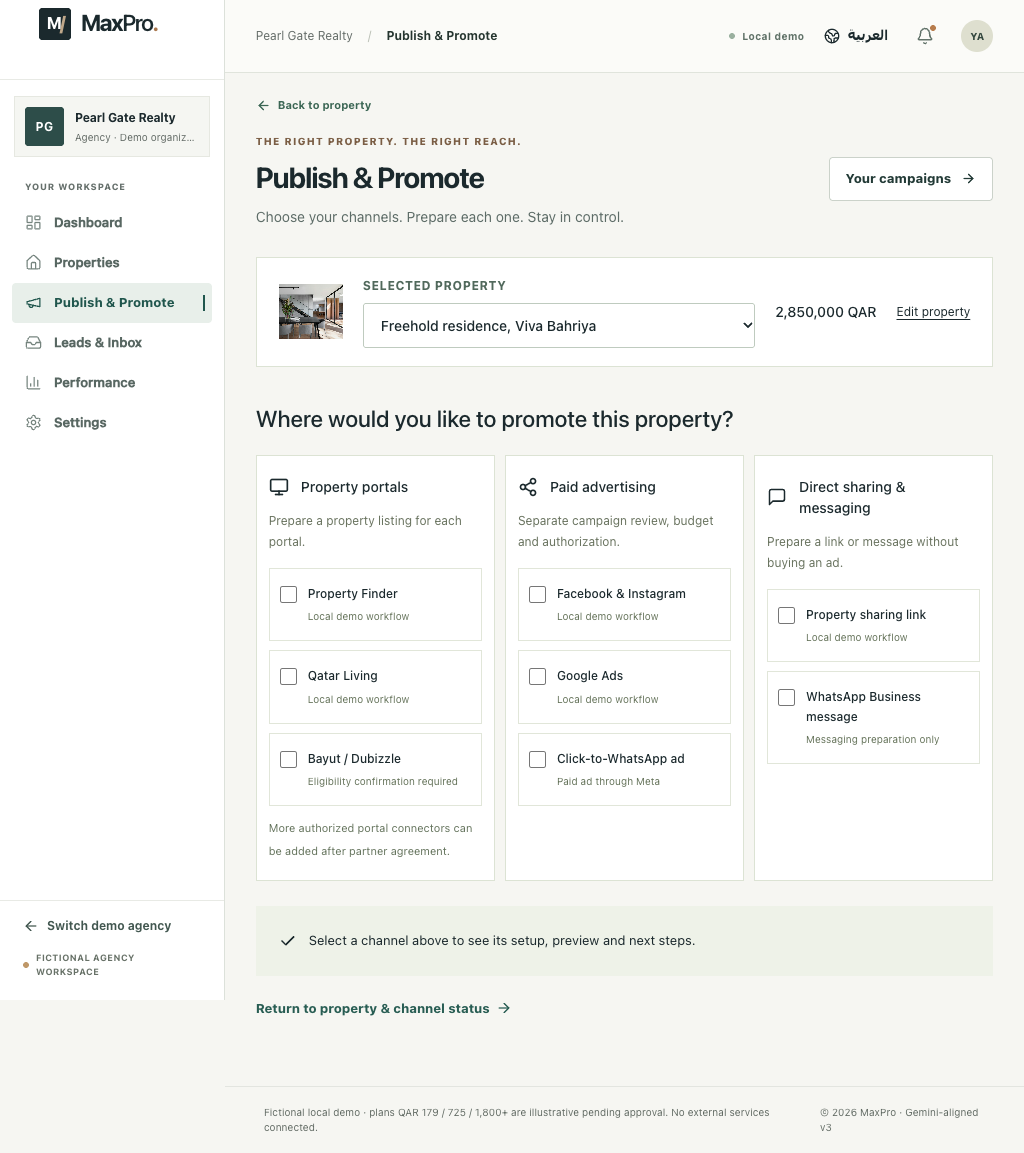 M/ MaxPro.
Pearl Gate Realty / Publish & Promote
Local demo
العربية
YA
PG
Pearl Gate Realty
Agency · Demo organiz...
YOUR WORKSPACE
Dashboard
Properties
Publish & Promote
Leads & Inbox
Performance
Settings
Switch demo agency
FICTIONAL AGENCY
WORKSPACE
Back to property
THE RIGHT PROPERTY. THE RIGHT REACH.
Publish & Promote
Choose your channels. Prepare each one. Stay in control.
Your campaigns
SELECTED PROPERTY
Freehold residence, Viva Bahriya
2,850,000 QAR
Edit property
Where would you like to promote this property?
Property portals
Prepare a property listing for each
portal.
Property Finder
Local demo workflow
Qatar Living
Local demo workflow
Bayut / Dubizzle
Eligibility confirmation required
More authorized portal connectors can
be added after partner agreement.
Paid advertising
Separate campaign review, budget
and authorization.
Facebook & Instagram
Local demo workflow
Google Ads
Local demo workflow
Click-to-WhatsApp ad
Paid ad through Meta
Direct sharing &
messaging
Prepare a link or message without
buying an ad.
Property sharing link
Local demo workflow
WhatsApp Business
message
Messaging preparation only
Select a channel above to see its setup, preview and next steps.
Return to property & channel status
Fictional local demo · plans QAR 179 / 725 / 1,800+ are illustrative pending approval. No external services
connected.
© 2026 MaxPro · Gemini-aligned
v3